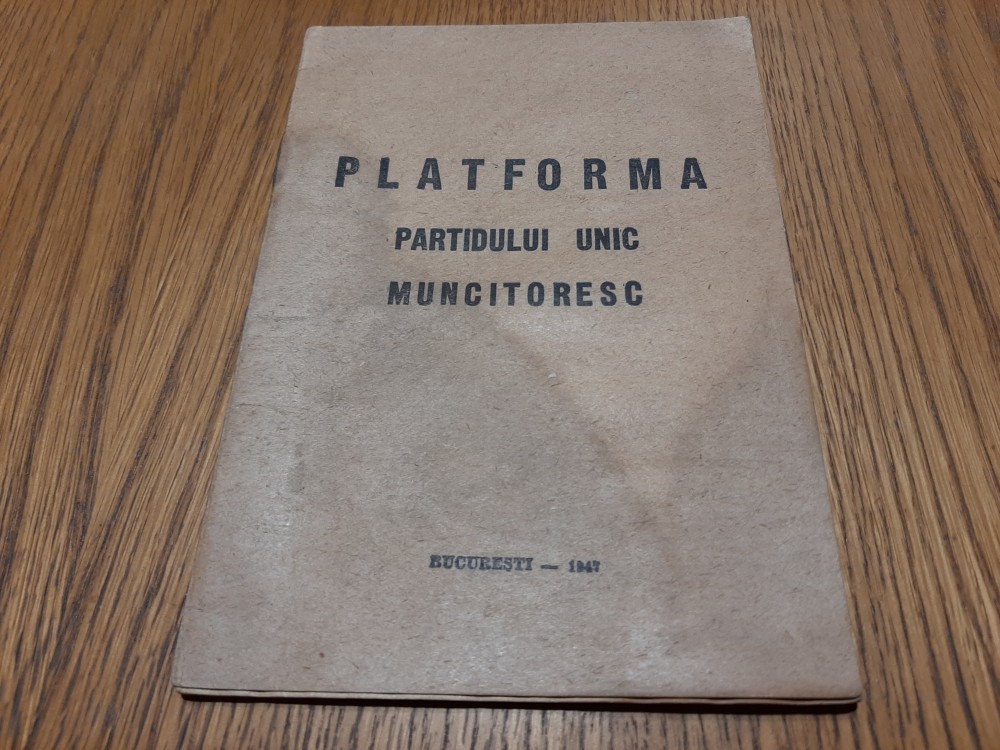 PLATFORMA
PARTIDULUI UNIC
MUNCITORESC
BUCUREȘTI — 1947